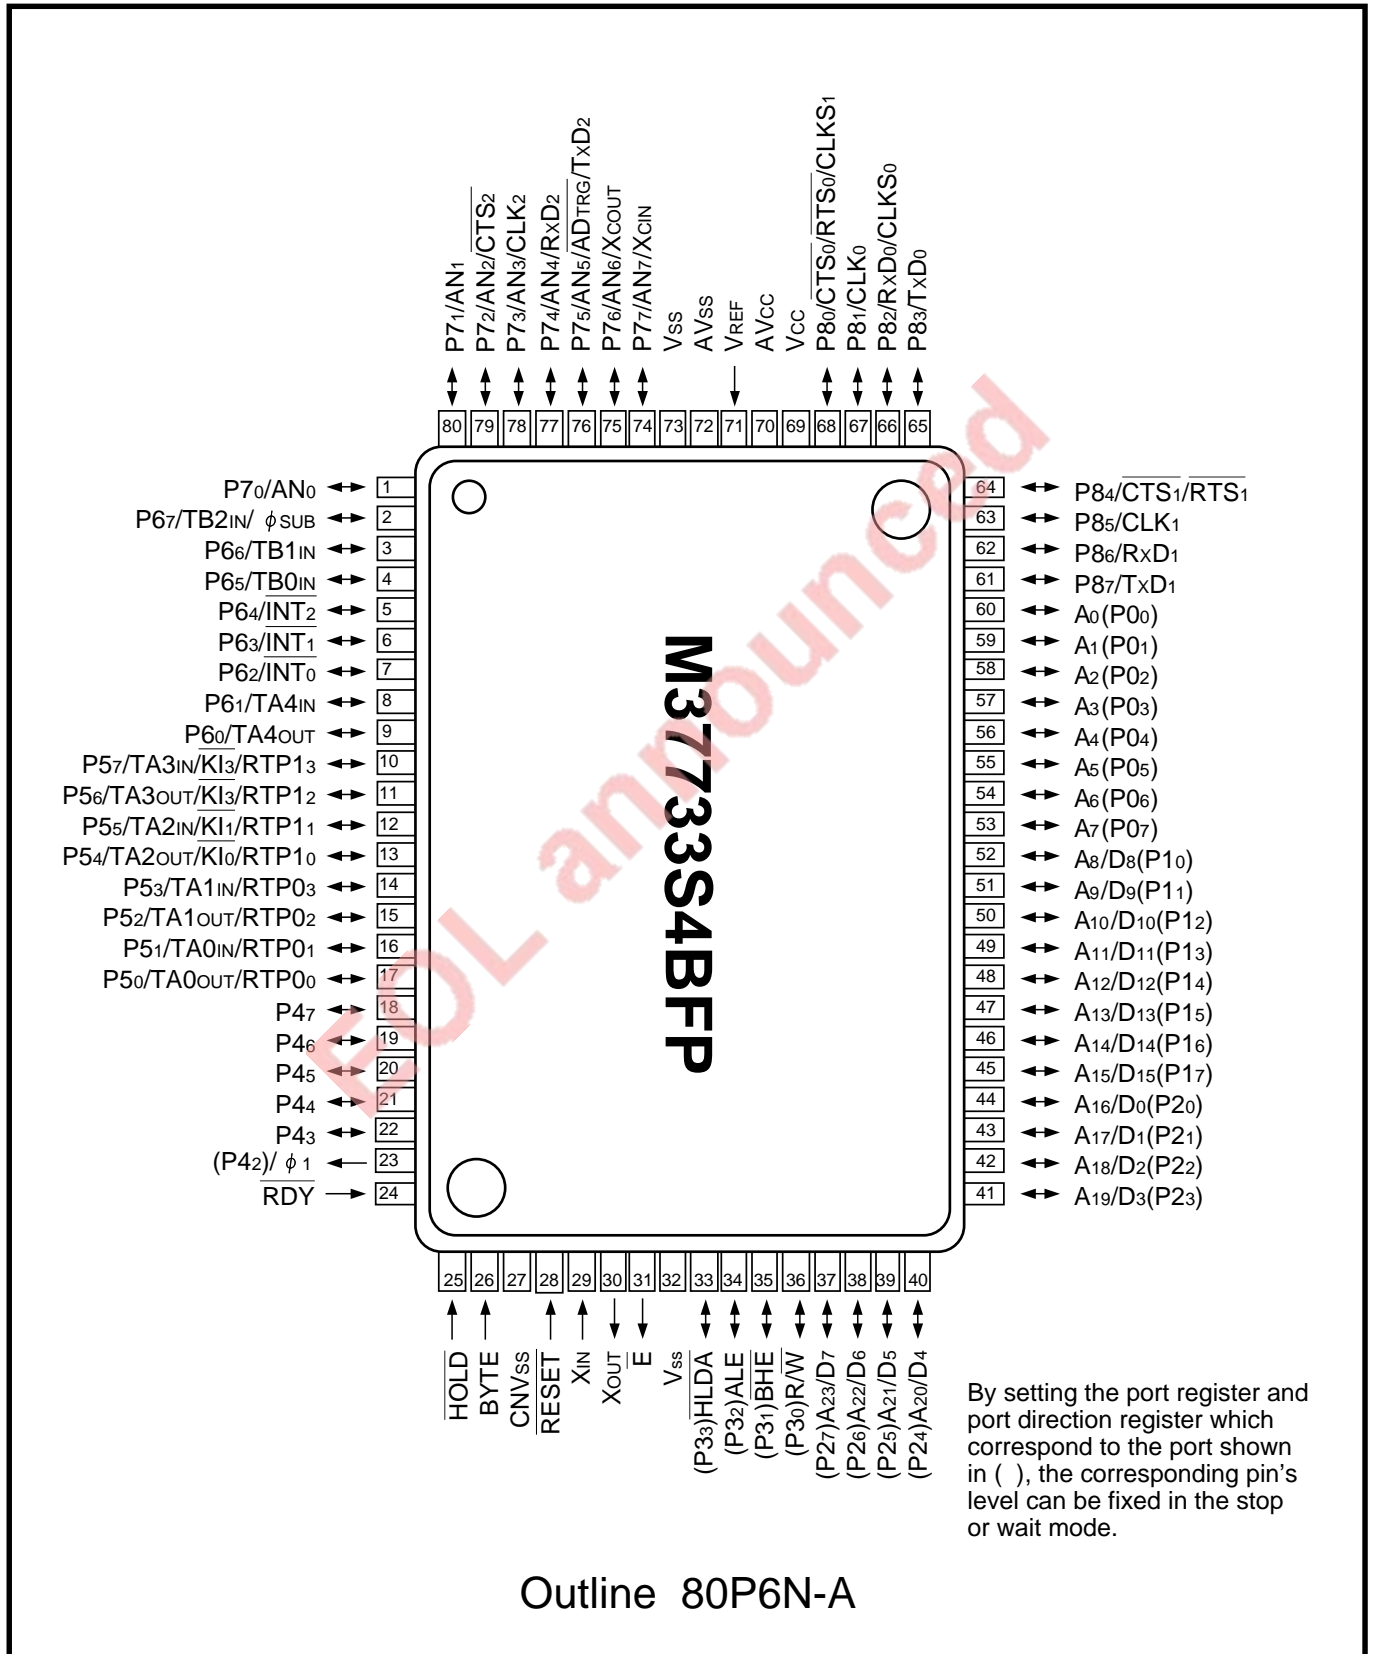 P71/AN1
P72/AN2/CTS2
P73/AN3/CLK2
P74/AN4/RxD2
P75/AN5/ADTRG/TxD2
P76/AN6/XCOUT
P77/AN7/XCIN
VSS
AVSS
VREF
AVCC
VCC
P80/CTS0/RTS0/CLKS1
P81/CLK0
P82/RxD0/CLKS0
P83/TxD0
80 79 78 77 76 75 74 73 72 71 70 69 68 67 66 65
P70/AN0 1
P67/TB2IN/ φSUB 2
P66/TB1IN 3
P65/TB0IN 4
P64/INT2 5
P63/INT1 6
P62/INT0 7
P61/TA4IN 8
P60/TA4OUT 9
P57/TA3IN/KI3/RTP13 10
P56/TA3OUT/KI3/RTP12 11
P55/TA2IN/KI1/RTP11 12
P54/TA2OUT/KI0/RTP10 13
P53/TA1IN/RTP03 14
P52/TA1OUT/RTP02 15
P51/TA0IN/RTP01 16
P50/TA0OUT/RTP00 17
P47 18
P46 19
P45 20
P44 21
P43 22
(P42)/ φ1 23
RDY 24
M37733S4BFP
EOL announced
64 P84/CTS1/RTS1
63 P85/CLK1
62 P86/RxD1
61 P87/TxD1
60 A0(P00)
59 A1(P01)
58 A2(P02)
57 A3(P03)
56 A4(P04)
55 A5(P05)
54 A6(P06)
53 A7(P07)
52 A8/D8(P10)
51 A9/D9(P11)
50 A10/D10(P12)
49 A11/D11(P13)
48 A12/D12(P14)
47 A13/D13(P15)
46 A14/D14(P16)
45 A15/D15(P17)
44 A16/D0(P20)
43 A17/D1(P21)
42 A18/D2(P22)
41 A19/D3(P23)
25 26 27 28 29 30 31 32 33 34 35 36 37 38 39 40
HOLD
BYTE
CNVSS
RESET
XIN
XOUT
E
Vss
(P33)HLDA
(P32)ALE
(P31)BHE
(P30)R/W
(P27)A23/D7
(P26)A22/D6
(P25)A21/D5
(P24)A20/D4
By setting the port register and
port direction register which
correspond to the port shown
in ( ), the corresponding pin's
level can be fixed in the stop
or wait mode.
Outline 80P6N-A